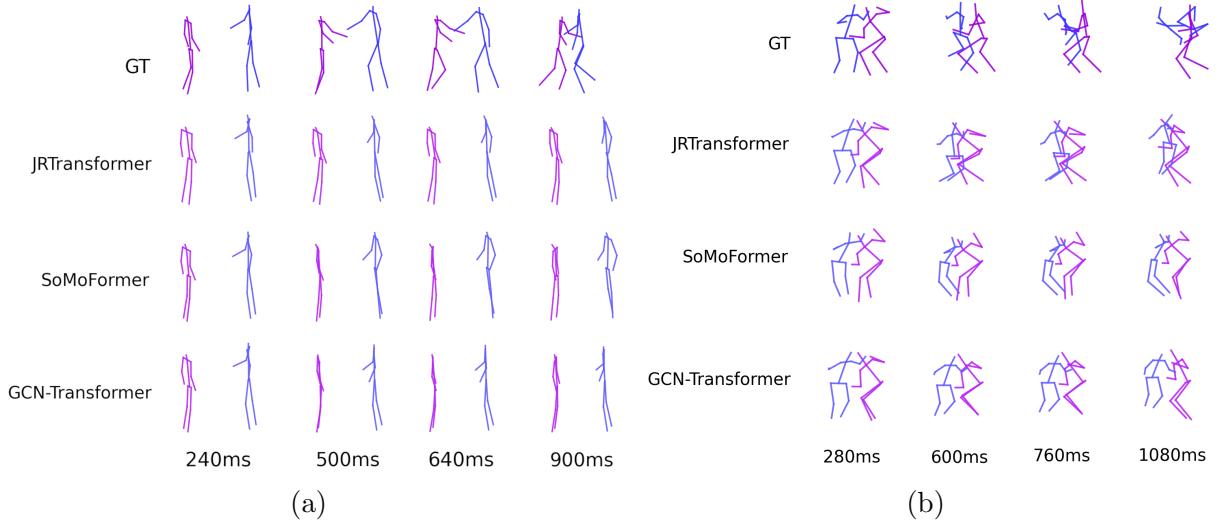 GT
JRTransformer
SoMoFormer
GCN-Transformer
240ms 500ms 640ms 900ms
(a)
GT
JRTransformer
SoMoFormer
GCN-Transformer
280ms 600ms 760ms 1080ms
(b)